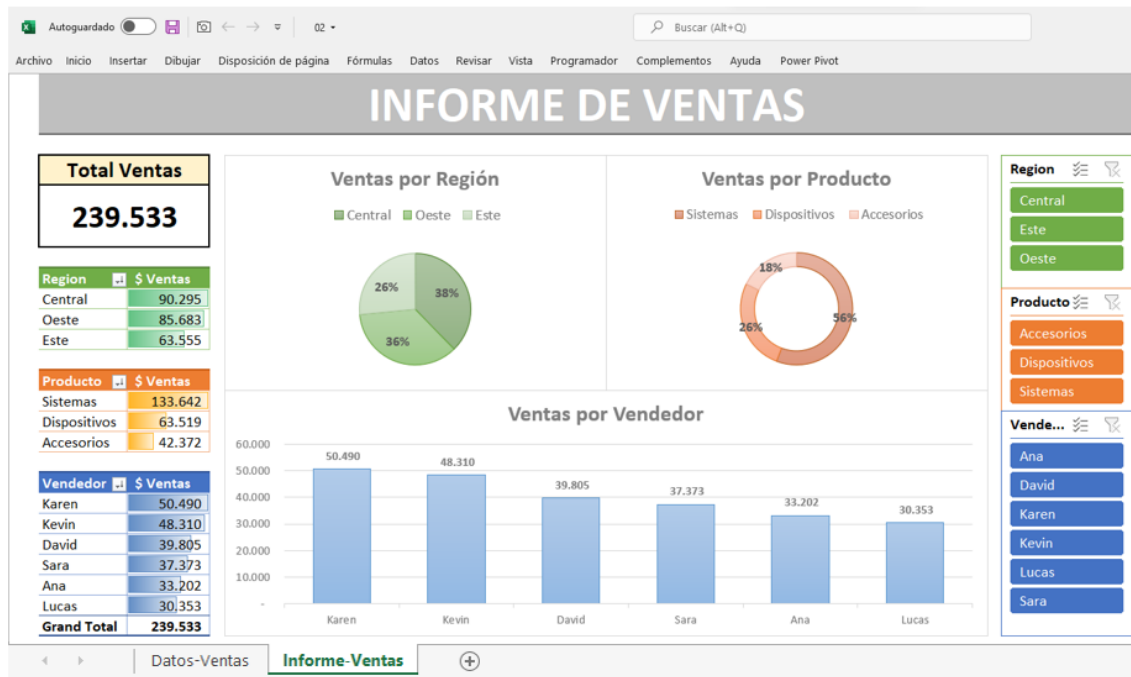 Autoguardado 02 Buscar (Alt+Q)
Archivo Inicio Insertar Dibujar Disposición de página Fórmulas Datos Revisar Vista Programador Complementos Ayuda Power Pivot
INFORME DE VENTAS
Total Ventas
239.533
Region $ Ventas
Central 90.295
Oeste 85.683
Este 63.555
Producto $ Ventas
Sistemas 133.642
Dispositivos 63.519
Accesorios 42.372
Vendedor $ Ventas
Karen 50.490
Kevin 48.310
David 39.805
Sara 37.373
Ana 33.202
Lucas 30.353
Grand Total 239.533
Ventas por Región
Central Oeste Este
26% 38%
36%
Ventas por Producto
Sistemas Dispositivos Accesorios
18%
26% 56%
Ventas por Vendedor
60.000
50.000
40.000
30.000
20.000
10.000
-
50.490 48.310 39.805 37.373 33.202 30.353
Karen Kevin David Sara Ana Lucas
Region
Central
Este
Oeste
Producto
Accesorios
Dispositivos
Sistemas
Vende...
Ana
David
Karen
Kevin
Lucas
Sara
Datos-Ventas Informe-Ventas